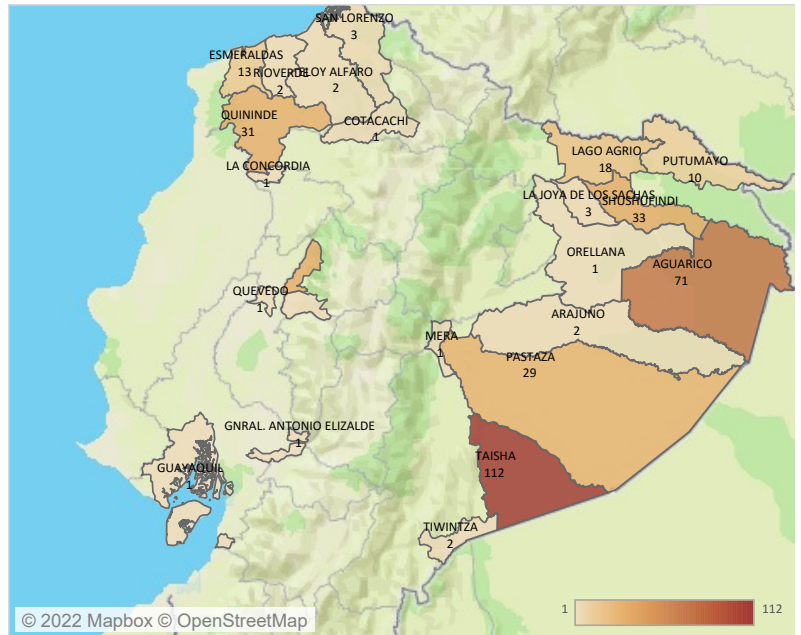 SAN LORENZO
3
ESMERALDAS
13
RIOVERDE
2
ELOY ALFARO
2
QUININDE
31
COTACACHI
1
LA CONCORDIA
1
LAGO AGRIO
18
PUTUMAYO
10
LA JOYA DE LOS SACHAS
3
SHUSHUFINDI
33
ORELLANA
1
AGUARICO
71
QUEVEDO
1
ARAJUNO
2
MERA
1
PASTAZA
29
GNRAL. ANTONIO ELIZALDE
1
GUAYAQUIL
1
TAISHA
112
TIWINTZA
2
1 112
© 2022 Mapbox © OpenStreetMap